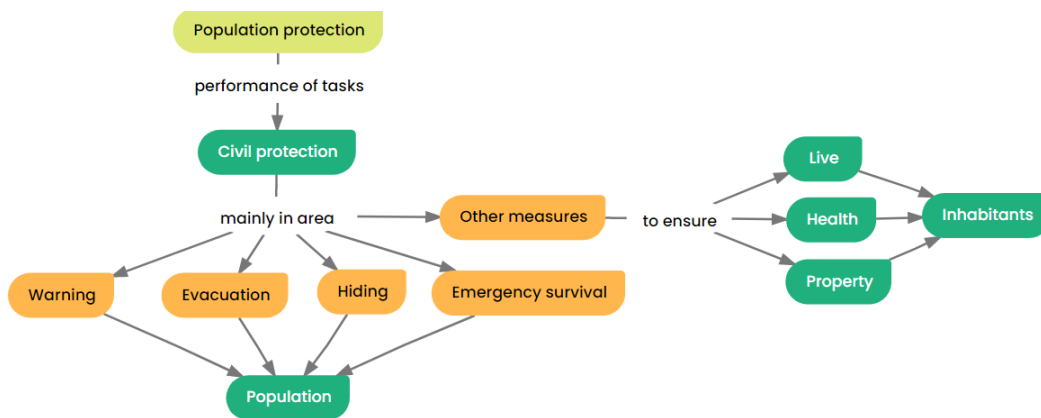 Population protection
performance of tasks
Civil protection
mainly in area
Other measures
to ensure
Live
Health
Property
Inhabitants
Warning
Evacuation
Hiding
Emergency survival
Population